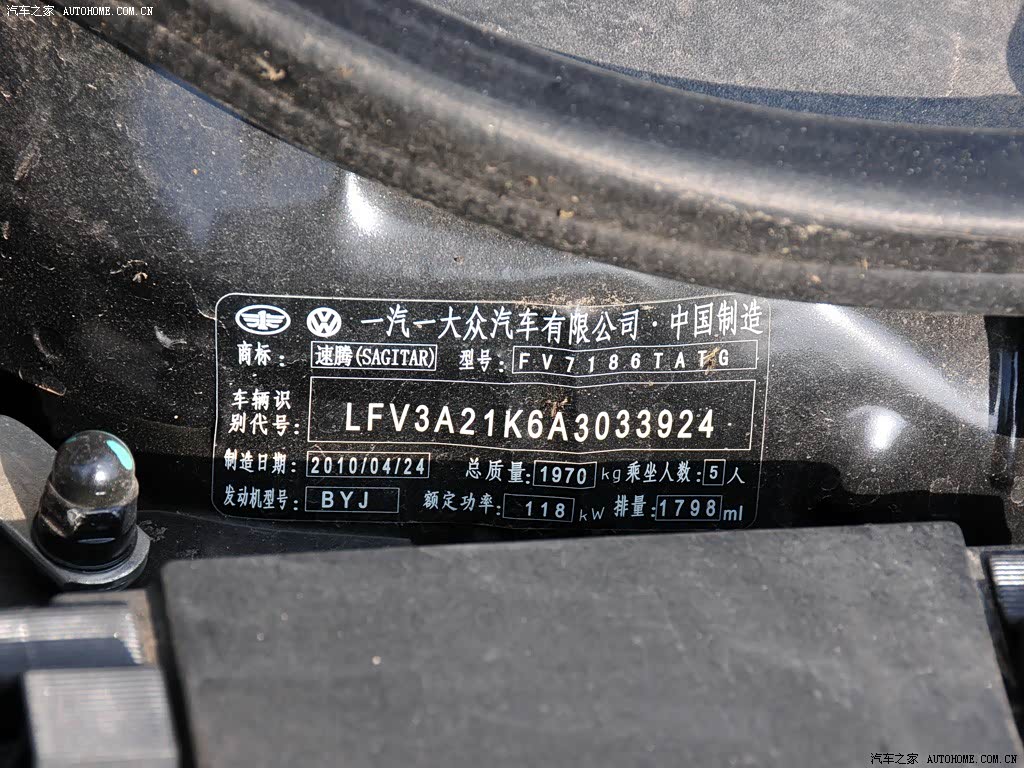 汽车之家 AUTOHOME.COM.CN
一汽一大众汽车有限公司·中国制造
商标: 速腾(SAGITAR) 型号: FV7186TATG
车辆识别代号: LFV3A21K6A3033924
制造日期: 2010/04/24 总质量: 1970 kg 乘坐人数: 5 人
发动机型号: BYJ 额定功率: 118 kW 排量: 1798 ml
汽车之家 AUTOHOME.COM.CN